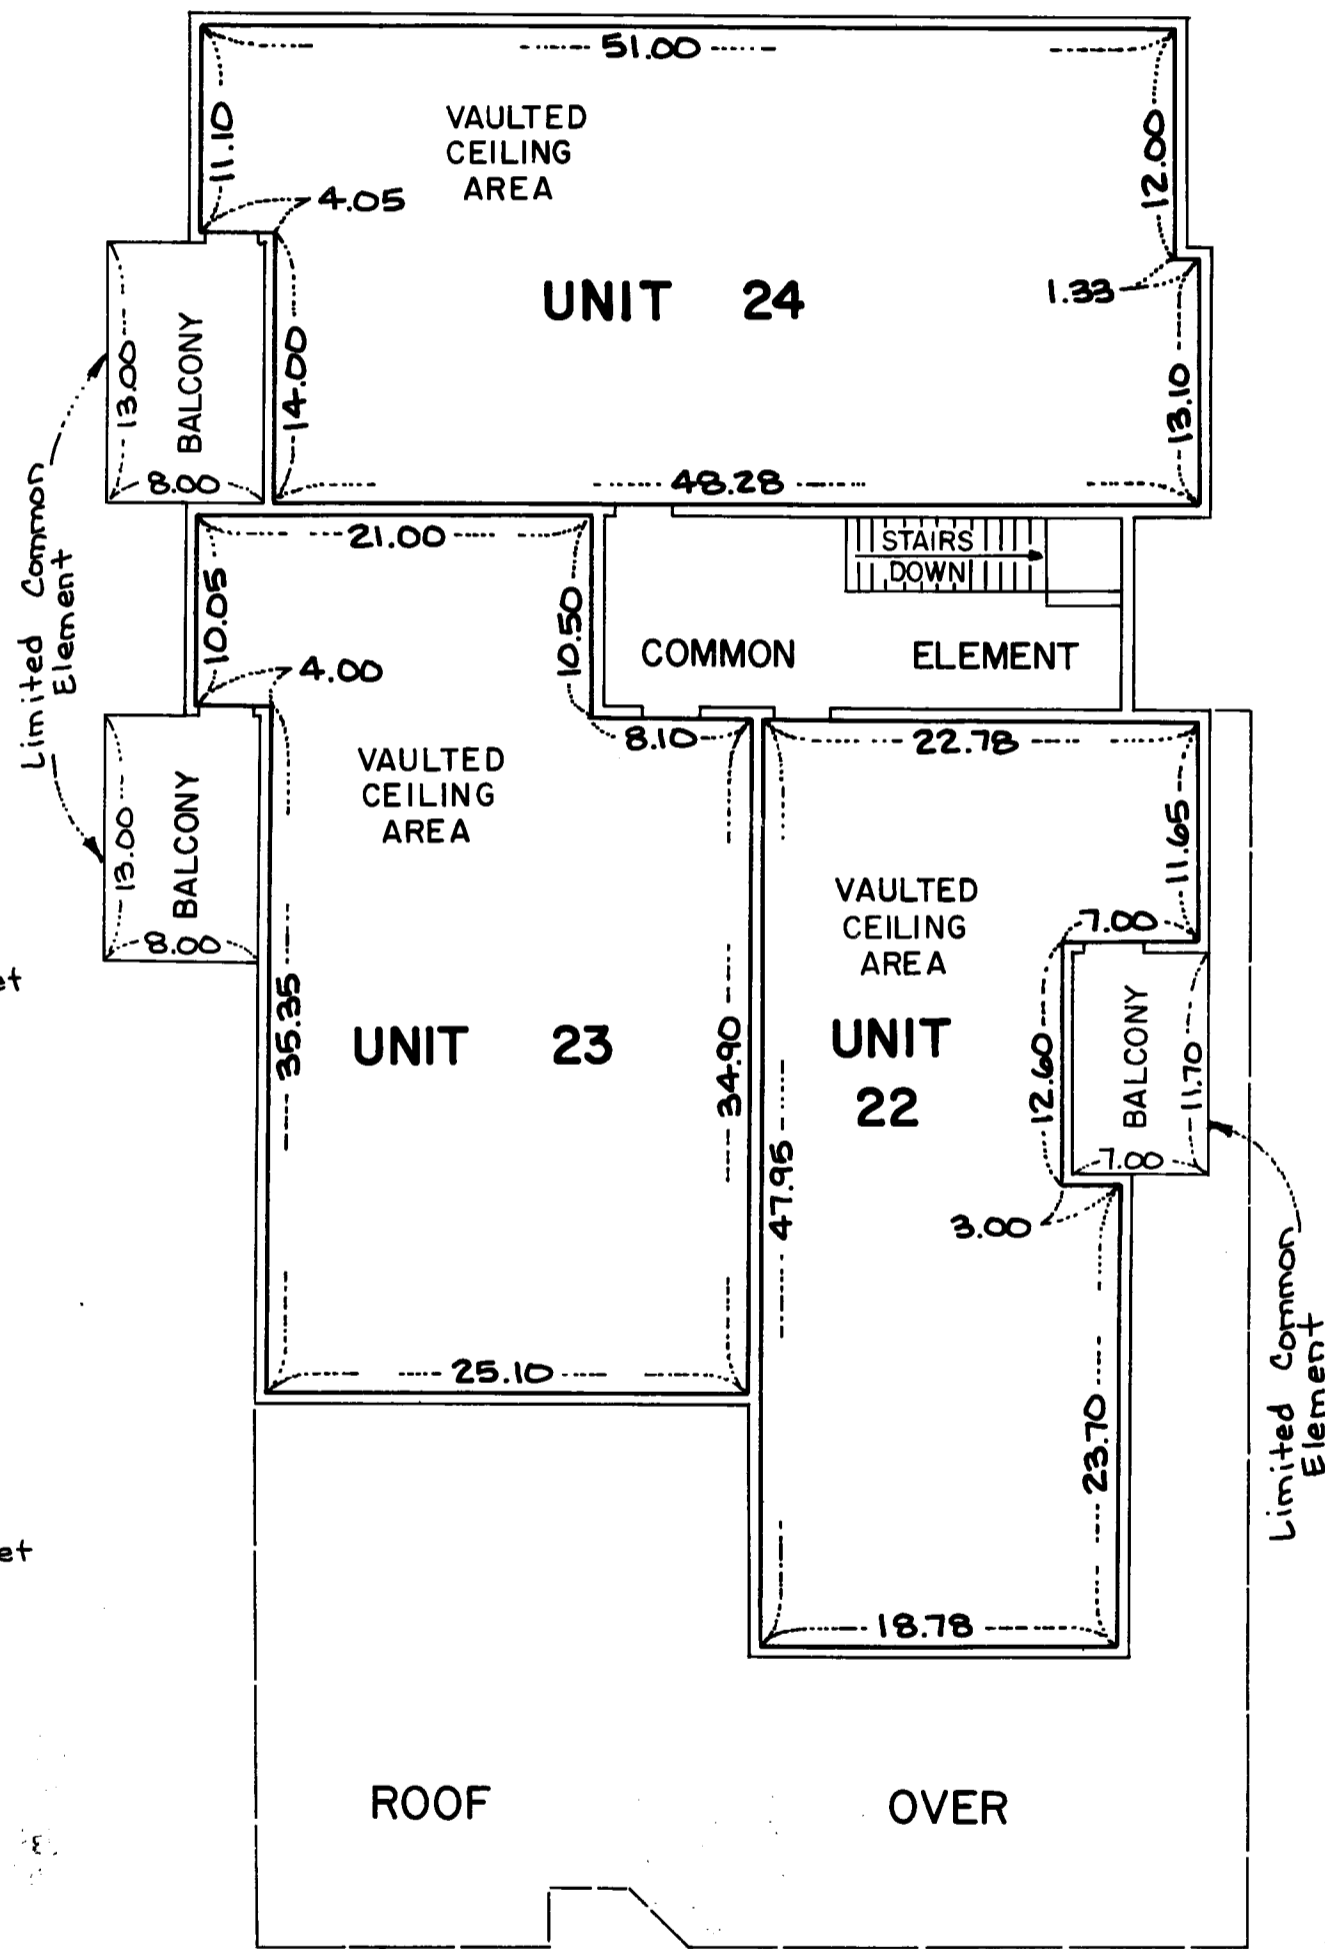 51.00
11.10
VAULTED
CEILING
AREA
12.00
4.05
UNIT 24
1.33
13.00
BALCONY
14.00
13.10
8.00
48.28
Limited Common
Element
21.00
STAIRS
DOWN
10.05
10.50
COMMON ELEMENT
4.00
8.10
22.78
VAULTED
CEILING
AREA
13.00
BALCONY
8.00
11.65
VAULTED
CEILING
AREA
7.00
35.35
UNIT 23
34.90
UNIT
22
12.60
BALCONY
11.70
7.00
47.95
3.00
Limited Common
Element
25.10
23.70
18.78
et
et
ROOF OVER